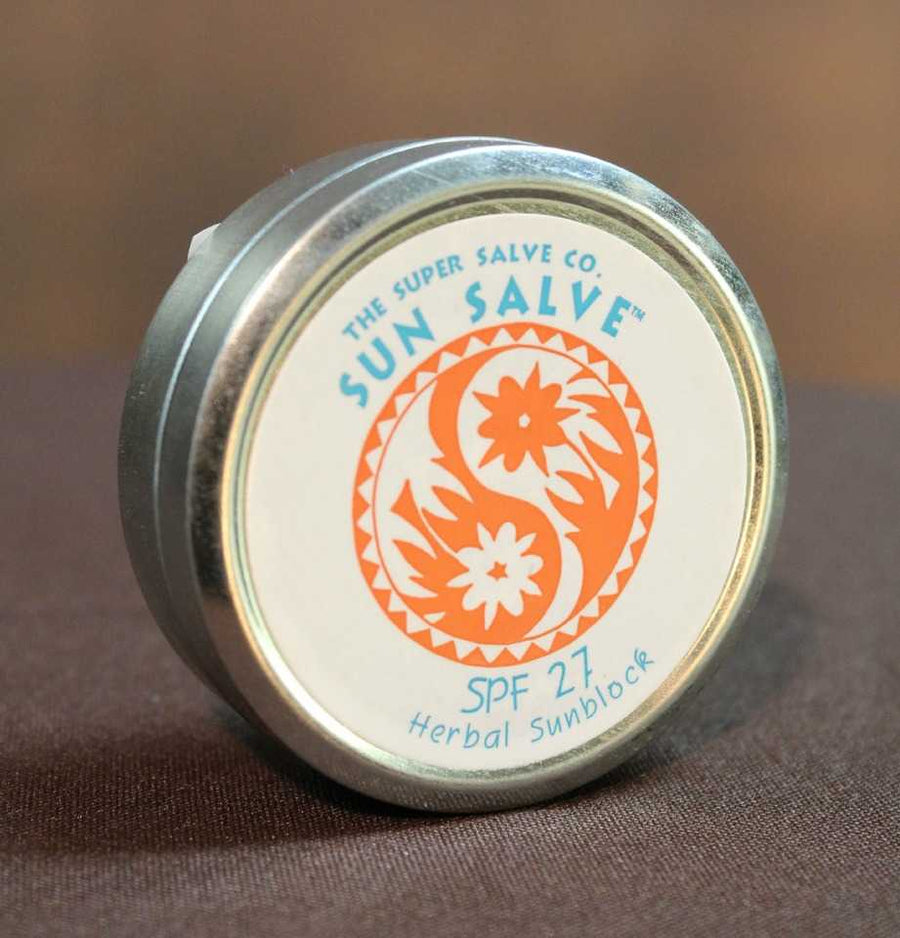 THE SUPER SALVE CO.
SUN SALVE™
SPF 27
Herbal Sunblock